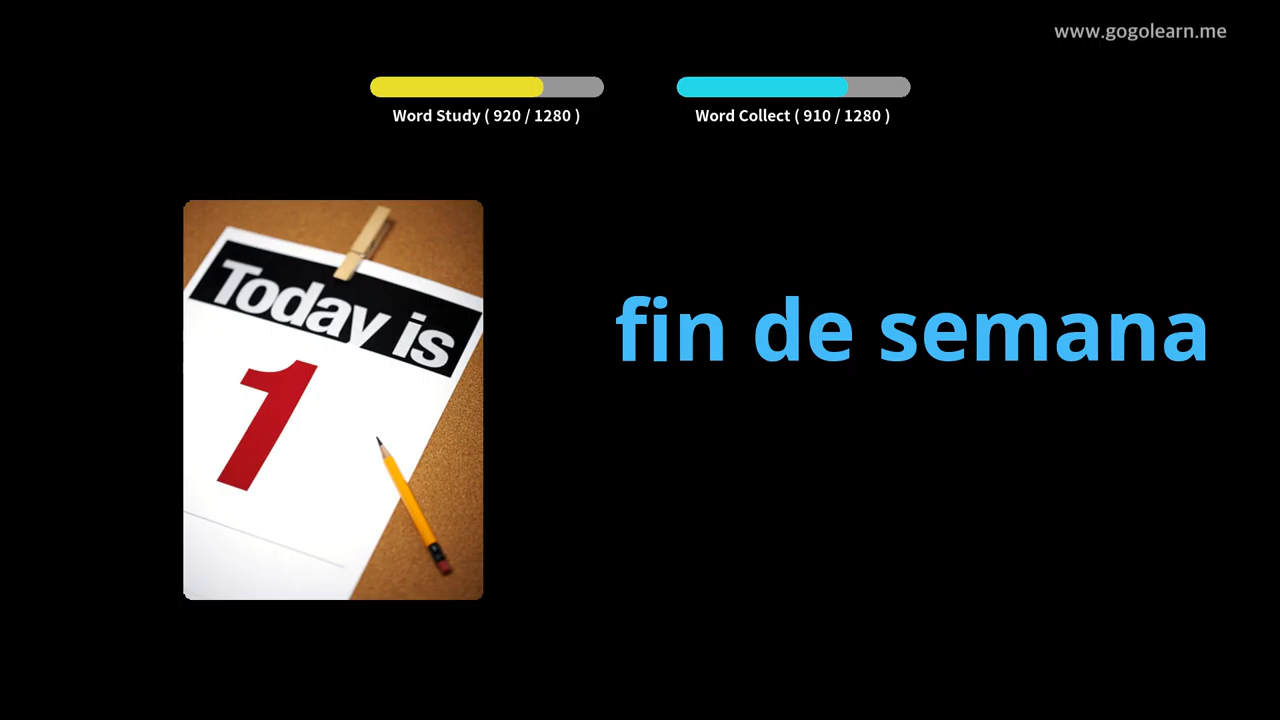 www.gogolearn.me
Word Study ( 920 / 1280 )
Word Collect ( 910 / 1280 )
Today is
1
fin de semana